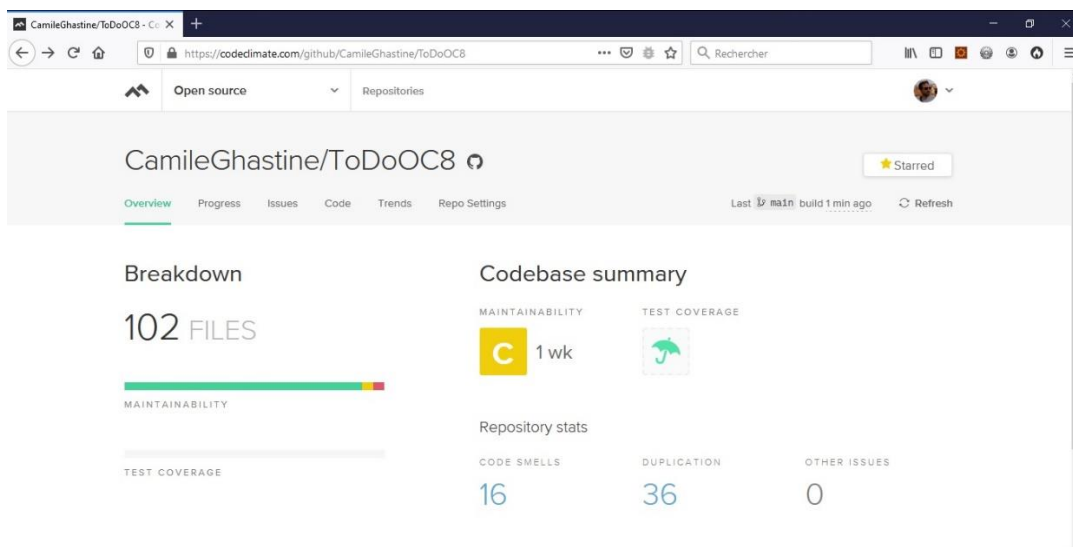 CamileGhastine/ToDoOC8 - Co
https://codeclimate.com/github/CamileGhastine/ToDoOC8
Rechercher
Open source
Repositories
CamileGhastine/ToDoOC8
Starred
Overview Progress Issues Code Trends Repo Settings
Last main build 1 min ago
Refresh
Breakdown
102 FILES
MAINTAINABILITY
TEST COVERAGE
Codebase summary
MAINTAINABILITY TEST COVERAGE
C 1 wk
Repository stats
CODE SMELLS DUPLICATION OTHER ISSUES
16 36 0